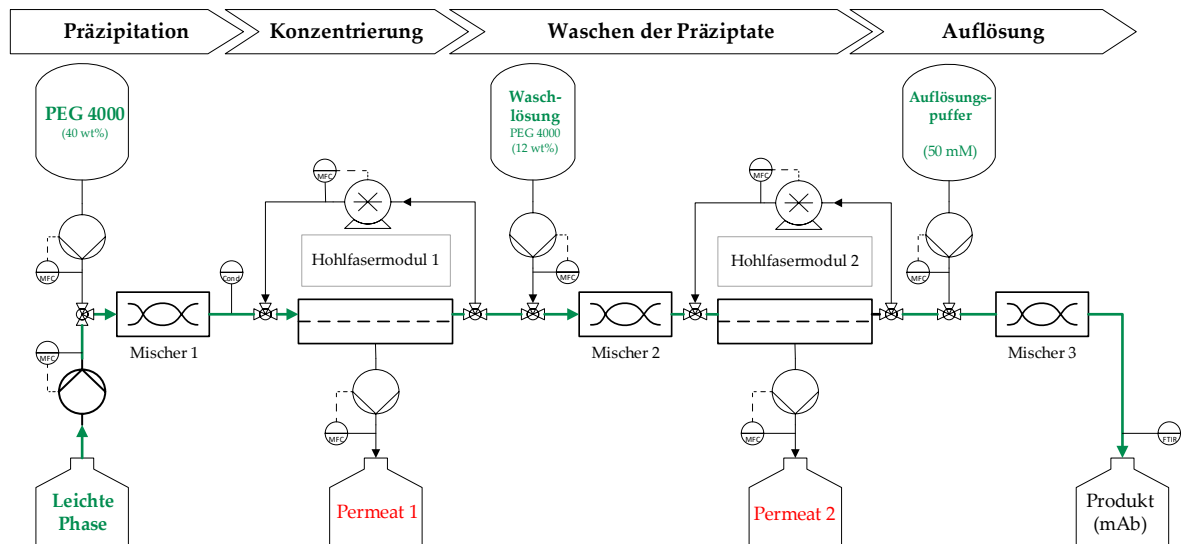 Präzipitation
Konzentrierung
Waschen der Präziptate
Auflösung
PEG 4000
(40 wt%)
Wasch-
lösung
PEG 4000
(12 wt%)
Auflösungs-
puffer
(50 mM)
MFC
MFC
MFC
MFC
MFC
Cond
Hohlfasermodul 1
Hohlfasermodul 2
Mischer 1
Mischer 2
Mischer 3
MFC
MFC
MFC
FTIR
Leichte
Phase
Permeat 1
Permeat 2
Produkt
(mAb)